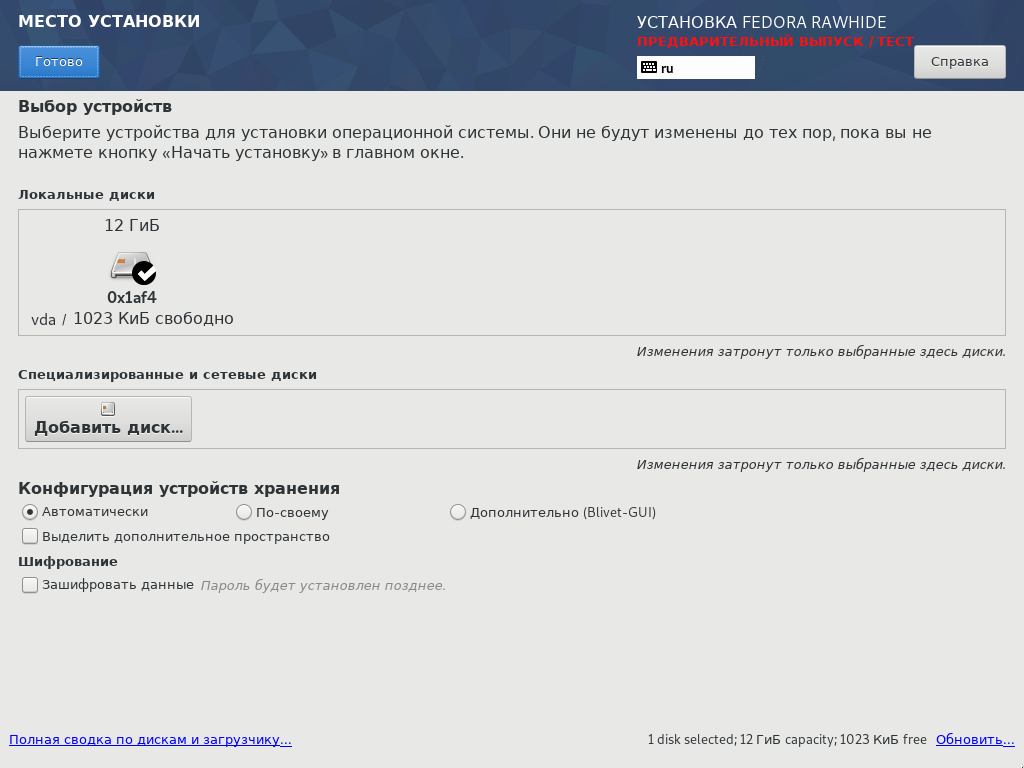 МЕСТО УСТАНОВКИ
Готово
УСТАНОВКА FEDORA RAWHIDE
ПРЕДВАРИТЕЛЬНЫЙ ВЫПУСК / ТЕСТ
ru
Справка
Выбор устройств
Выберите устройства для установки операционной системы. Они не будут изменены до тех пор, пока вы не
нажмете кнопку «Начать установку» в главном окне.
Локальные диски
12 ГиБ
0x1af4
vda / 1023 КиБ свободно
Изменения затронут только выбранные здесь диски.
Специализированные и сетевые диски
Добавить диск...
Изменения затронут только выбранные здесь диски.
Конфигурация устройств хранения
Автоматически По-своему Дополнительно (Blivet-GUI)
Выделить дополнительное пространство
Шифрование
Зашифровать данные Пароль будет установлен позднее.
Полная сводка по дискам и загрузчику... 1 disk selected; 12 ГиБ capacity; 1023 КиБ free Обновить...